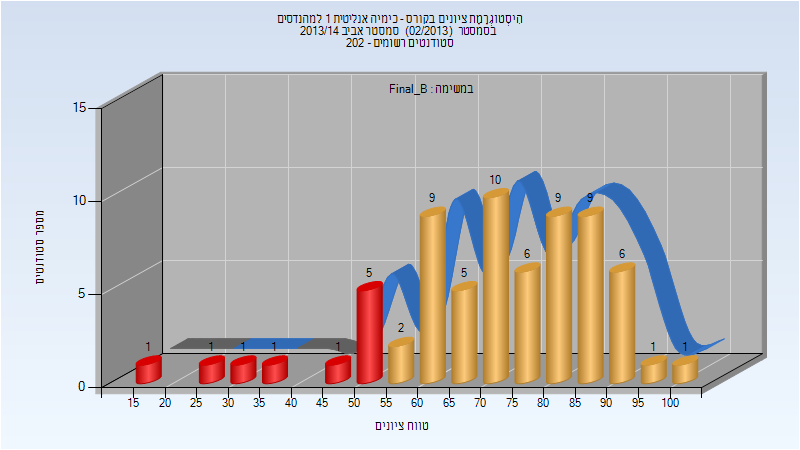 היסטוגרמת ציונים בקורס - כימיה אנליטית 1 למהנדסים
בסמסטר (02/2013) סמסטר אביב 2013/14
סטודנטים רשומים - 202
במשימה : Final_B
מספר סטודנטים
15
10
5
0
1 1 1 1 1 5 2 9 5 10 6 9 9 6 1 1
15 20 25 30 35 40 45 50 55 60 65 70 75 80 85 90 95 100
טווח ציונים